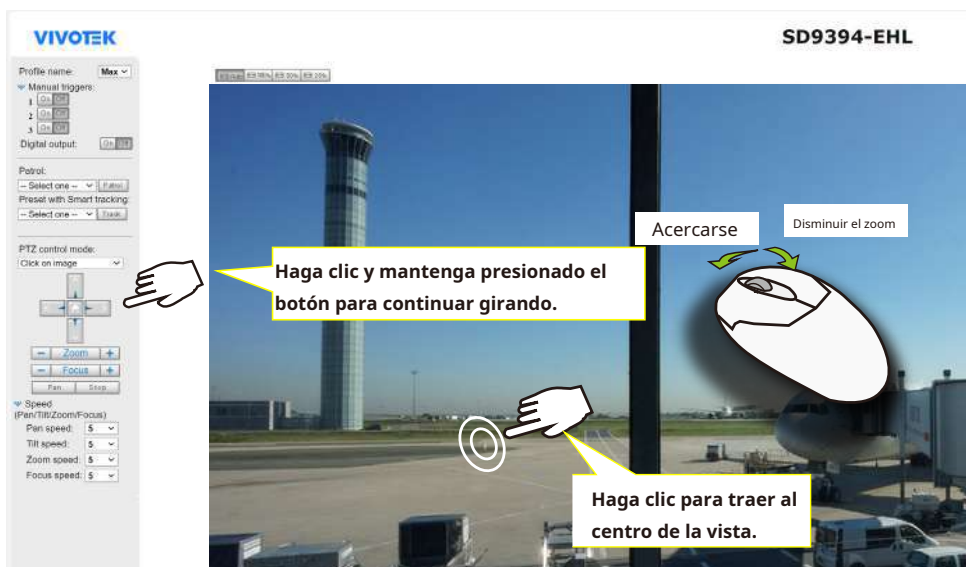 VIVOTEK
SD9394-EHL
Profile name: Max
Manual triggers:
1 On Off
2 On Off
3 On Off
Digital output: On Off
Patrol:
-- Select one -- Patrol
Preset with Smart tracking:
-- Select one -- Track
PTZ control mode:
Click on image
− Zoom +
− Focus +
Pan Stop
Speed
(Pan/Tilt/Zoom/Focus)
Pan speed: 5
Tilt speed: 5
Zoom speed: 5
Focus speed: 5
Haga clic y mantenga presionado el
botón para continuar girando.
Acercarse
Disminuir el zoom
Haga clic para traer al
centro de la vista.